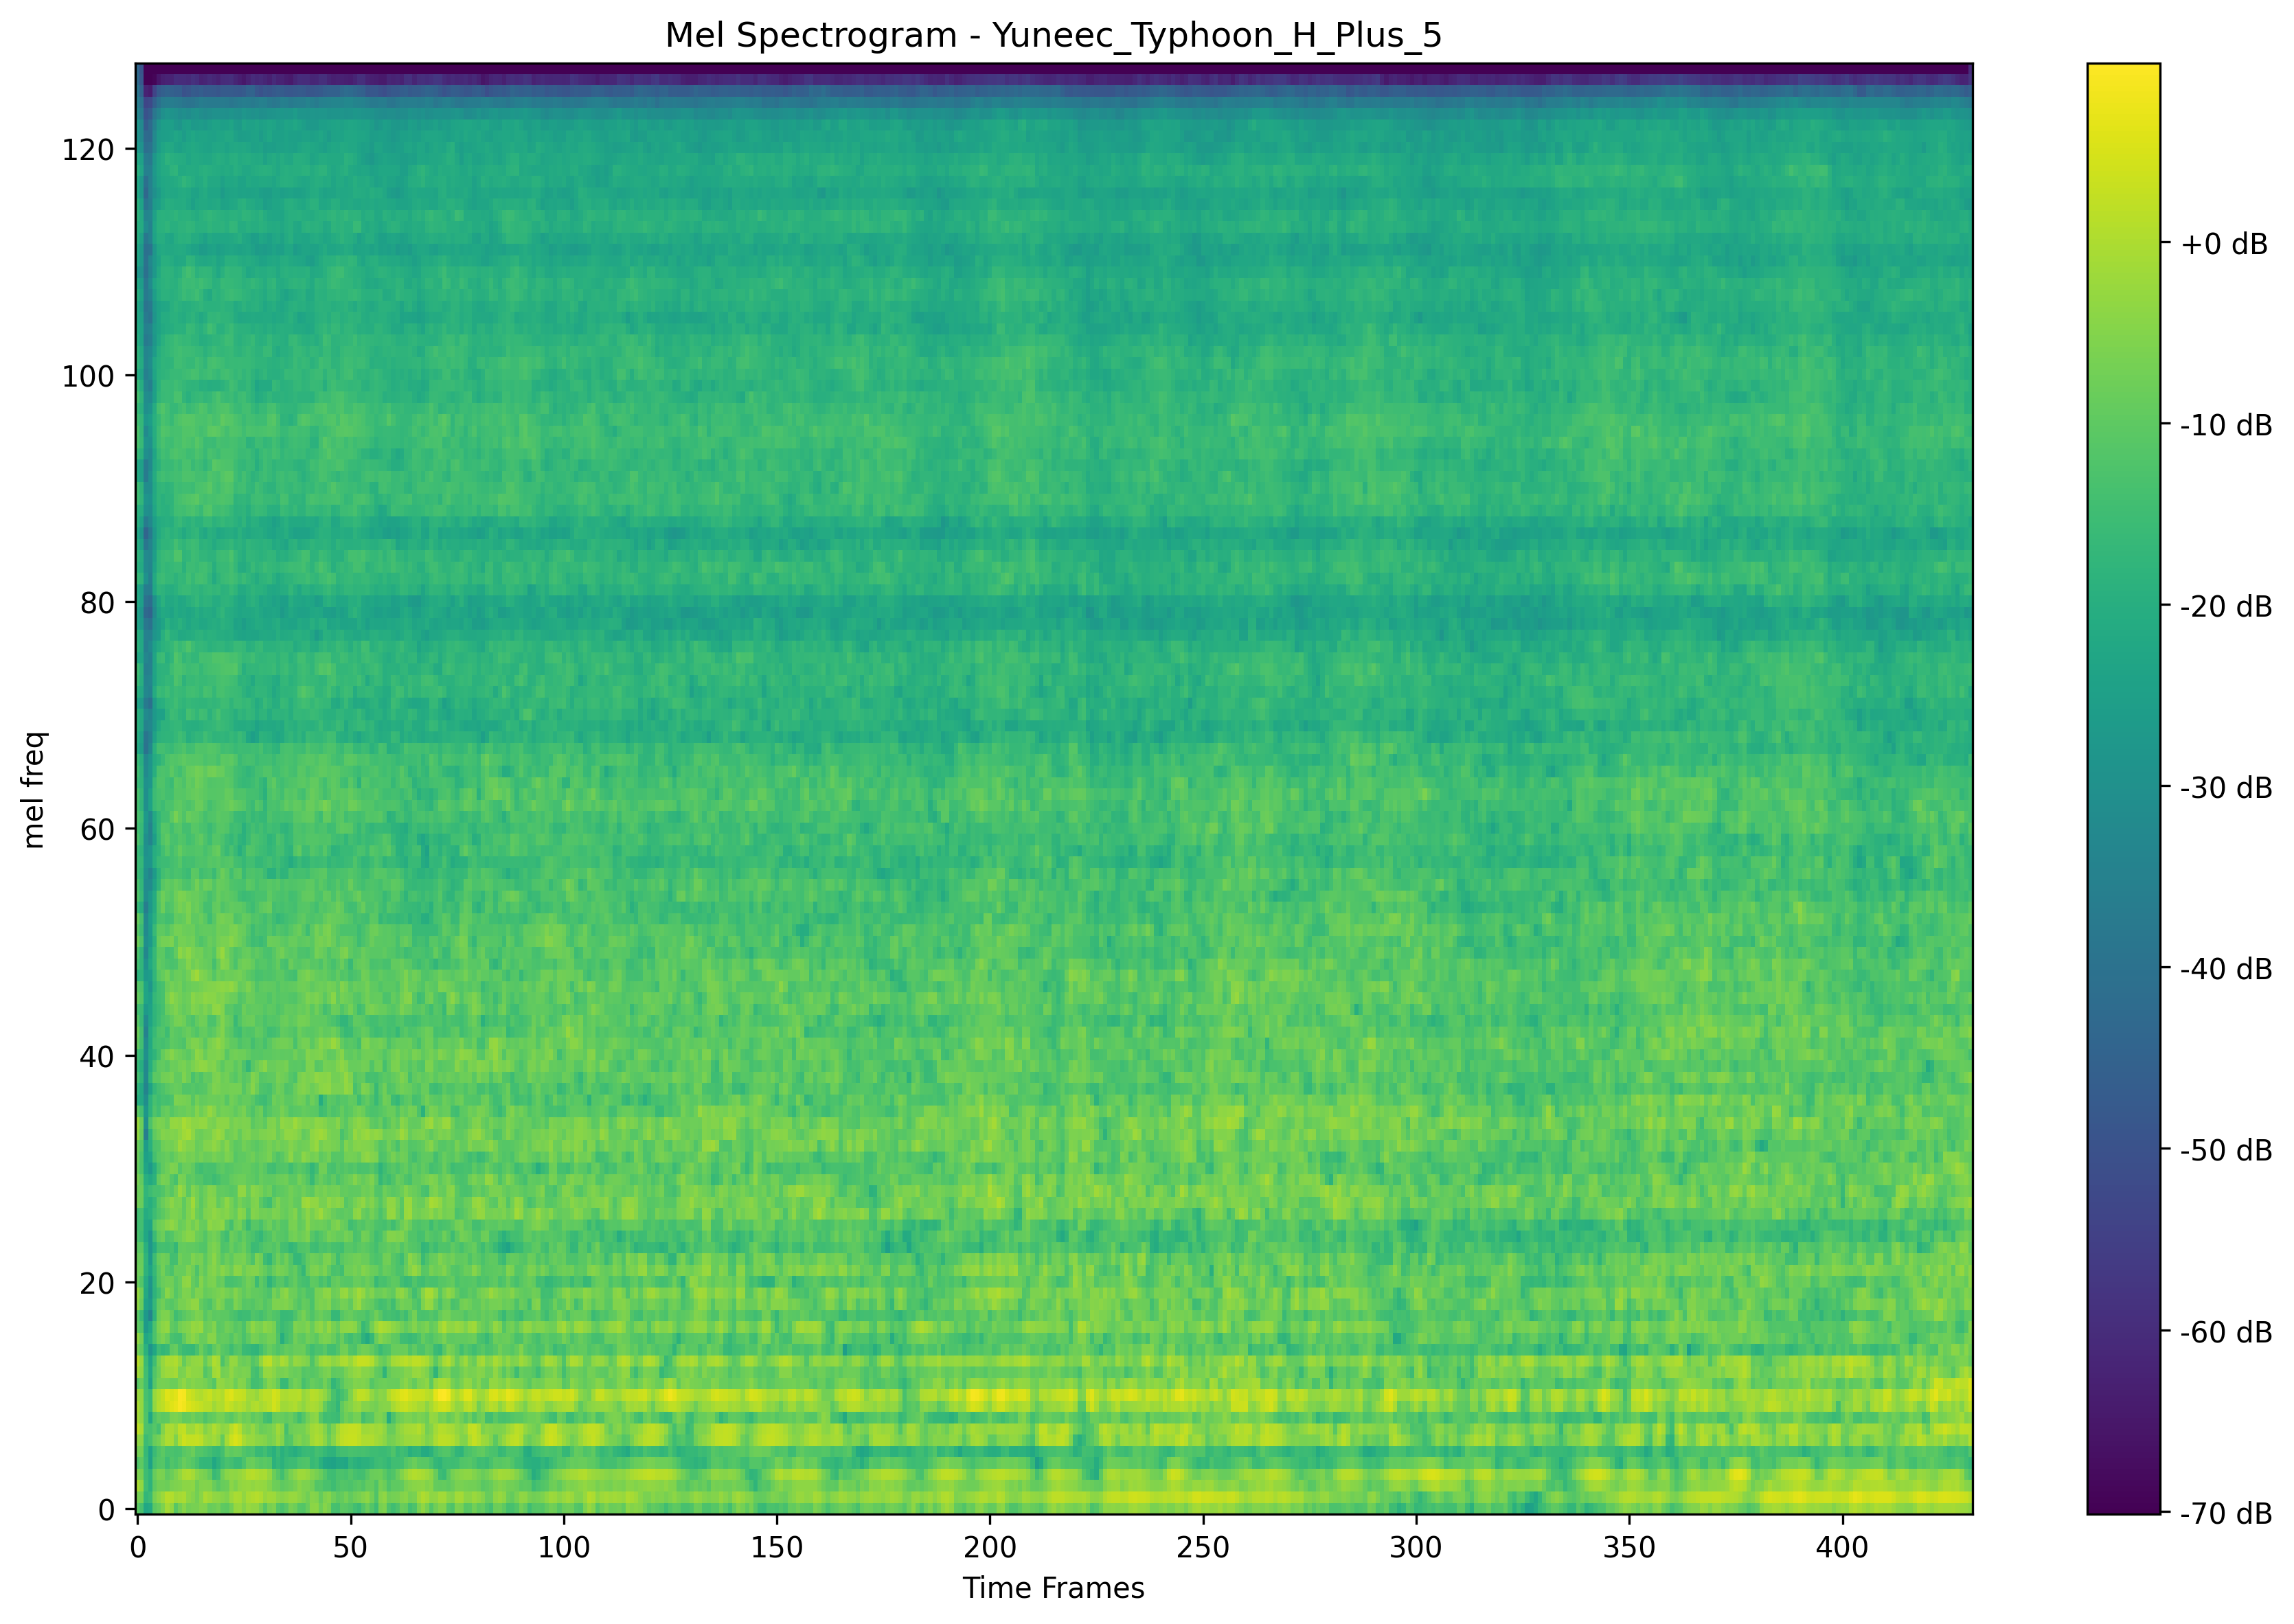 Mel Spectrogram - Yuneec_Typhoon_H_Plus_5
mel freq
120
100
80
60
40
20
0
0 50 100 150 200 250 300 350 400
Time Frames
+0 dB
-10 dB
-20 dB
-30 dB
-40 dB
-50 dB
-60 dB
-70 dB